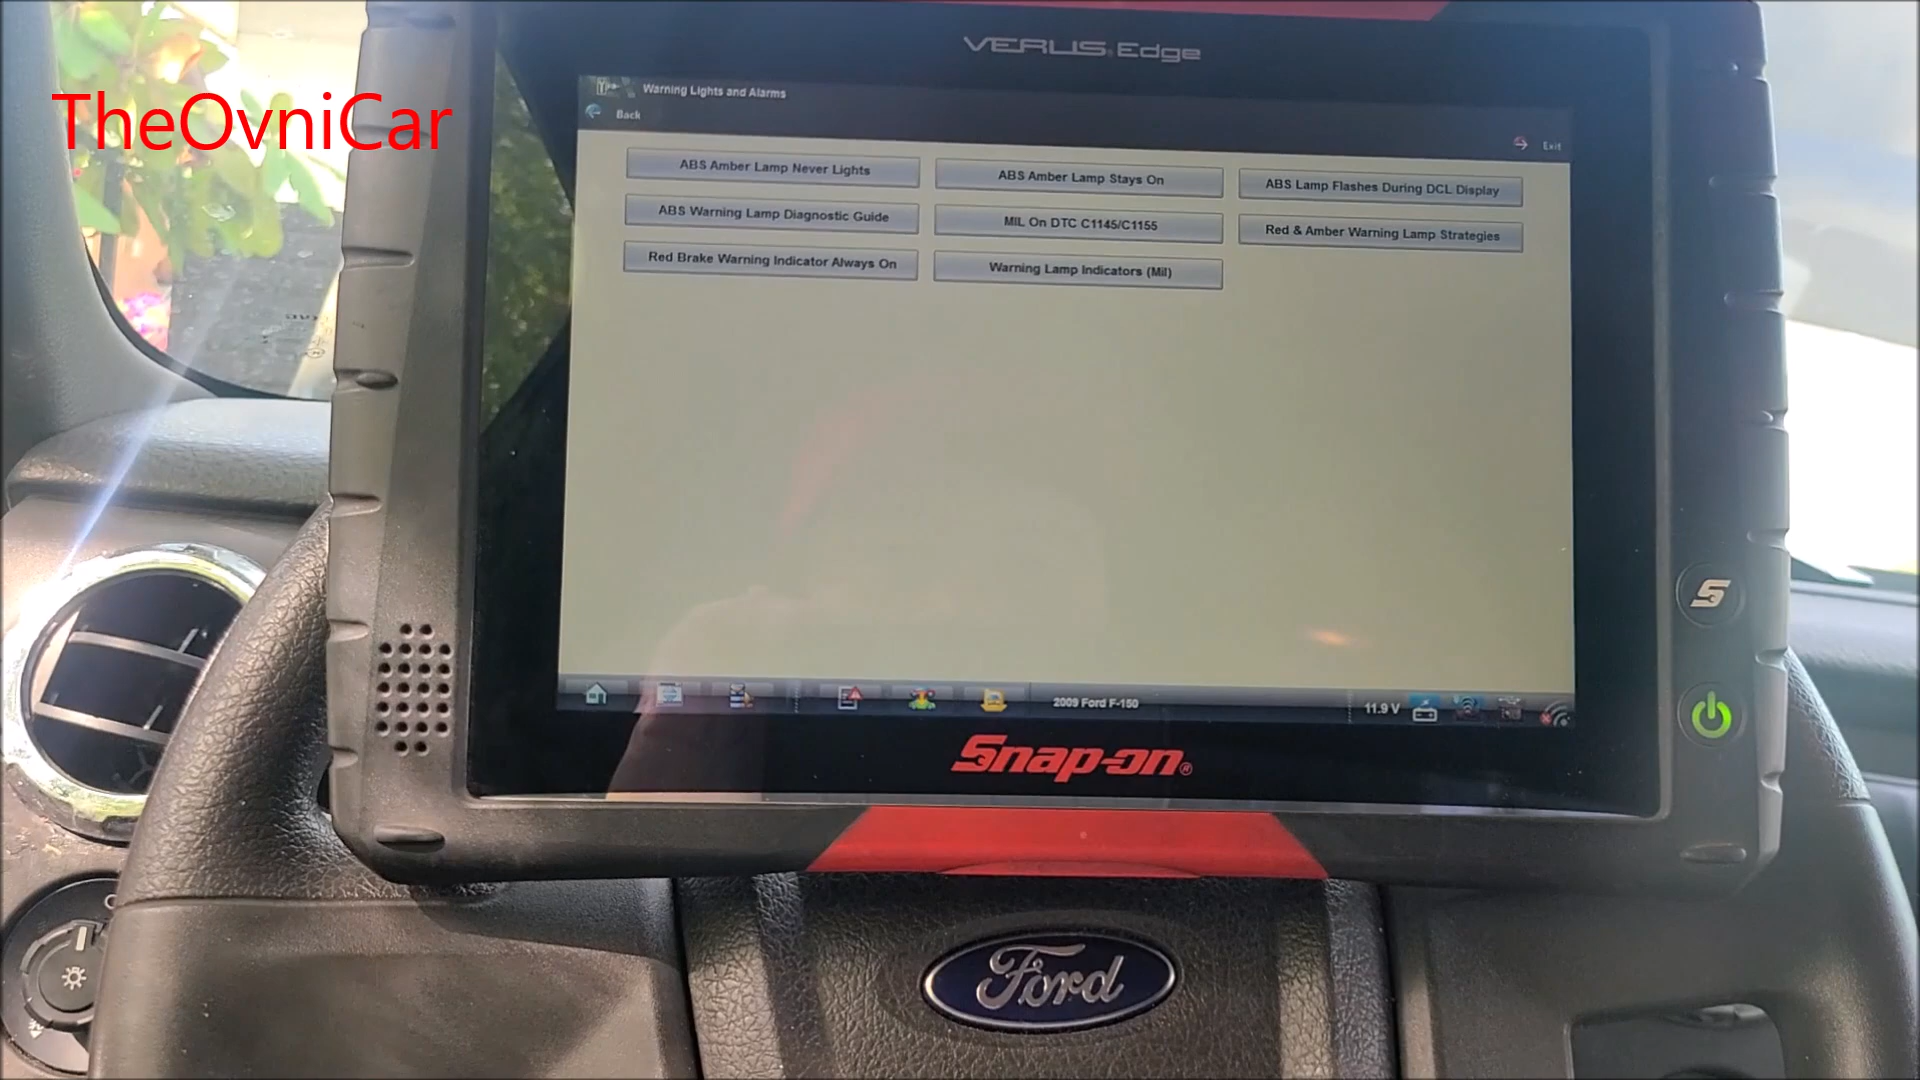 TheOvniCar
VERUS® Edge
Warning Lights and Alarms
Back
Exit
ABS Amber Lamp Never Lights
ABS Amber Lamp Stays On
ABS Lamp Flashes During DCL Display
ABS Warning Lamp Diagnostic Guide
MIL On DTC C1145/C1155
Red & Amber Warning Lamp Strategies
Red Brake Warning Indicator Always On
Warning Lamp Indicators (Mil)
2009 Ford F-150
11.9 V
Snap-on®
Ford